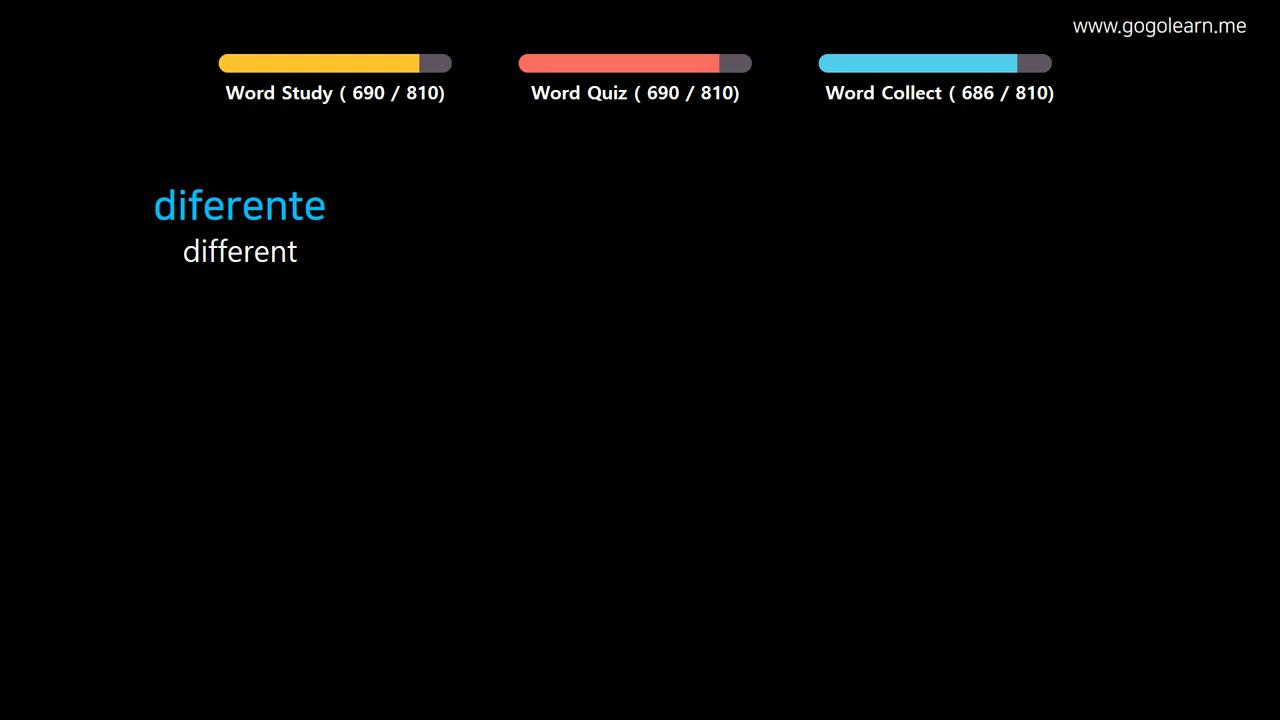 www.gogolearn.me
Word Study ( 690 / 810)
Word Quiz ( 690 / 810)
Word Collect ( 686 / 810)
diferente
different